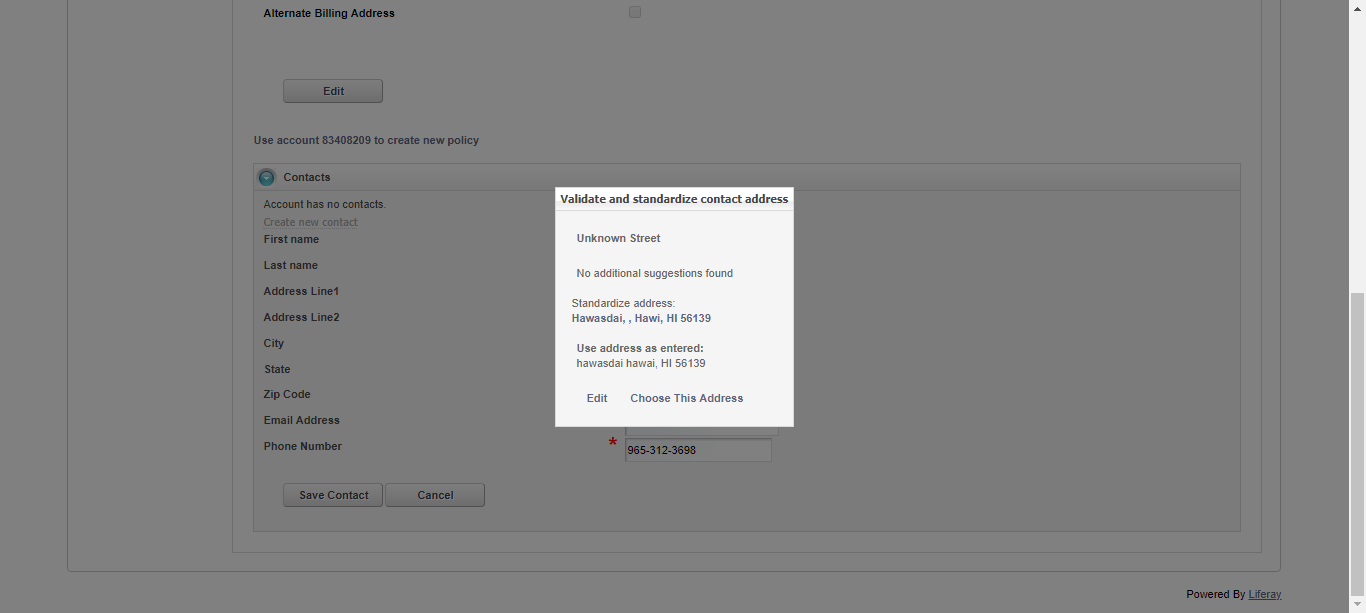 Alternate Billing Address
Edit
Use account 83408209 to create new policy
Contacts
Account has no contacts.
Create new contact
First name
Last name
Address Line1
Address Line2
City
State
Zip Code
Email Address
Phone Number
* 965-312-3698
Save Contact Cancel
Validate and standardize contact address
Unknown Street
No additional suggestions found
Standardize address:
Hawasdai, , Hawi, HI 56139
Use address as entered:
hawasdai hawai, HI 56139
Edit Choose This Address
Powered By Liferay